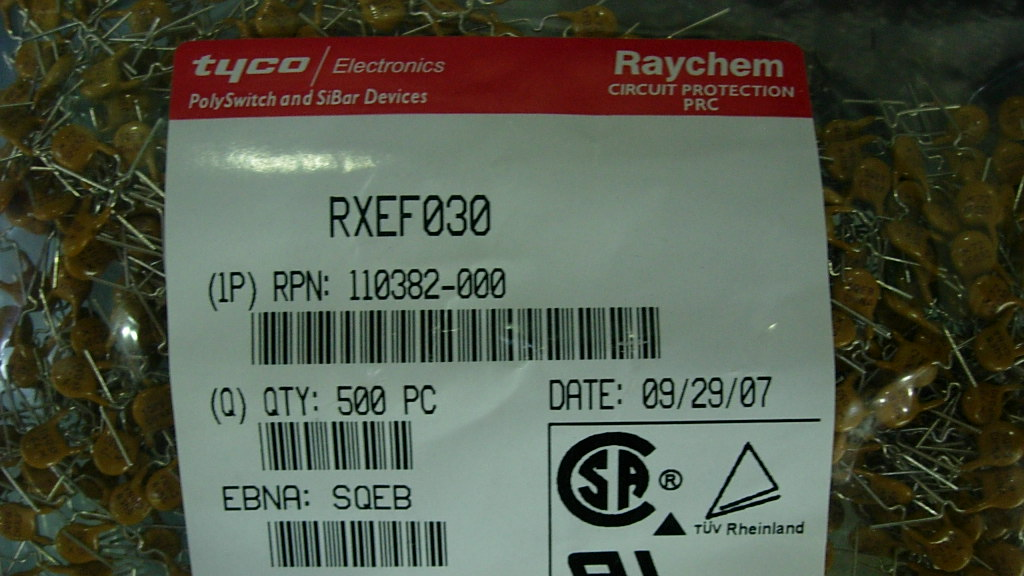 tyco / Electronics
PolySwitch and SiBar Devices
Raychem
CIRCUIT PROTECTION
PRC
RXEF030
(1P) RPN: 110382-000
(Q) QTY: 500 PC
DATE: 09/29/07
EBNA: SQEB
CSA ®
TÜV Rheinland